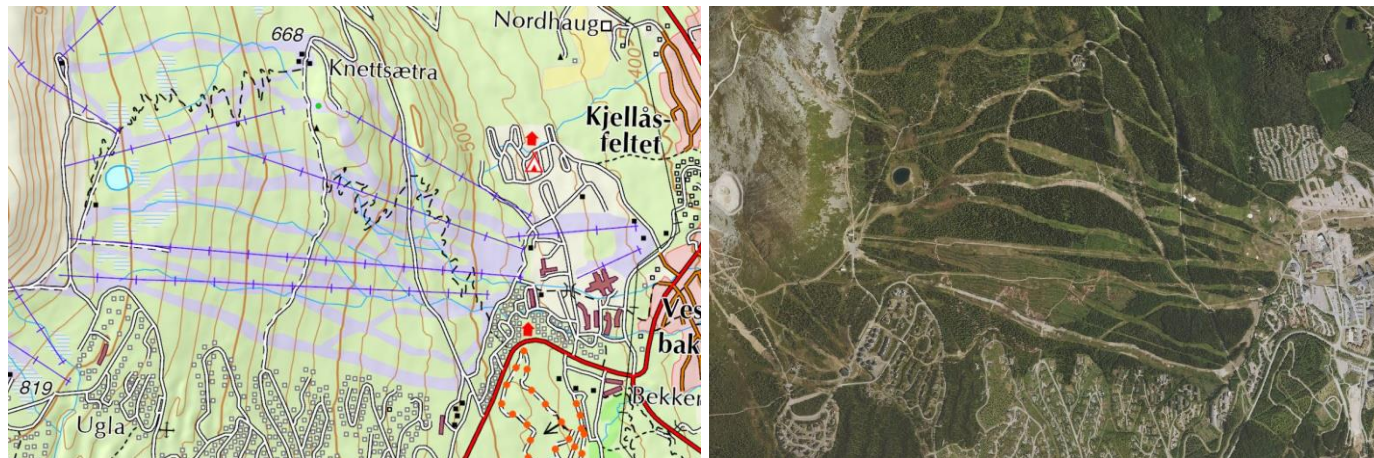 Nordhaug
668
Knettsætra
400
Kjellås-
feltet
500
Ves
bak
819
Ugla
Bekker